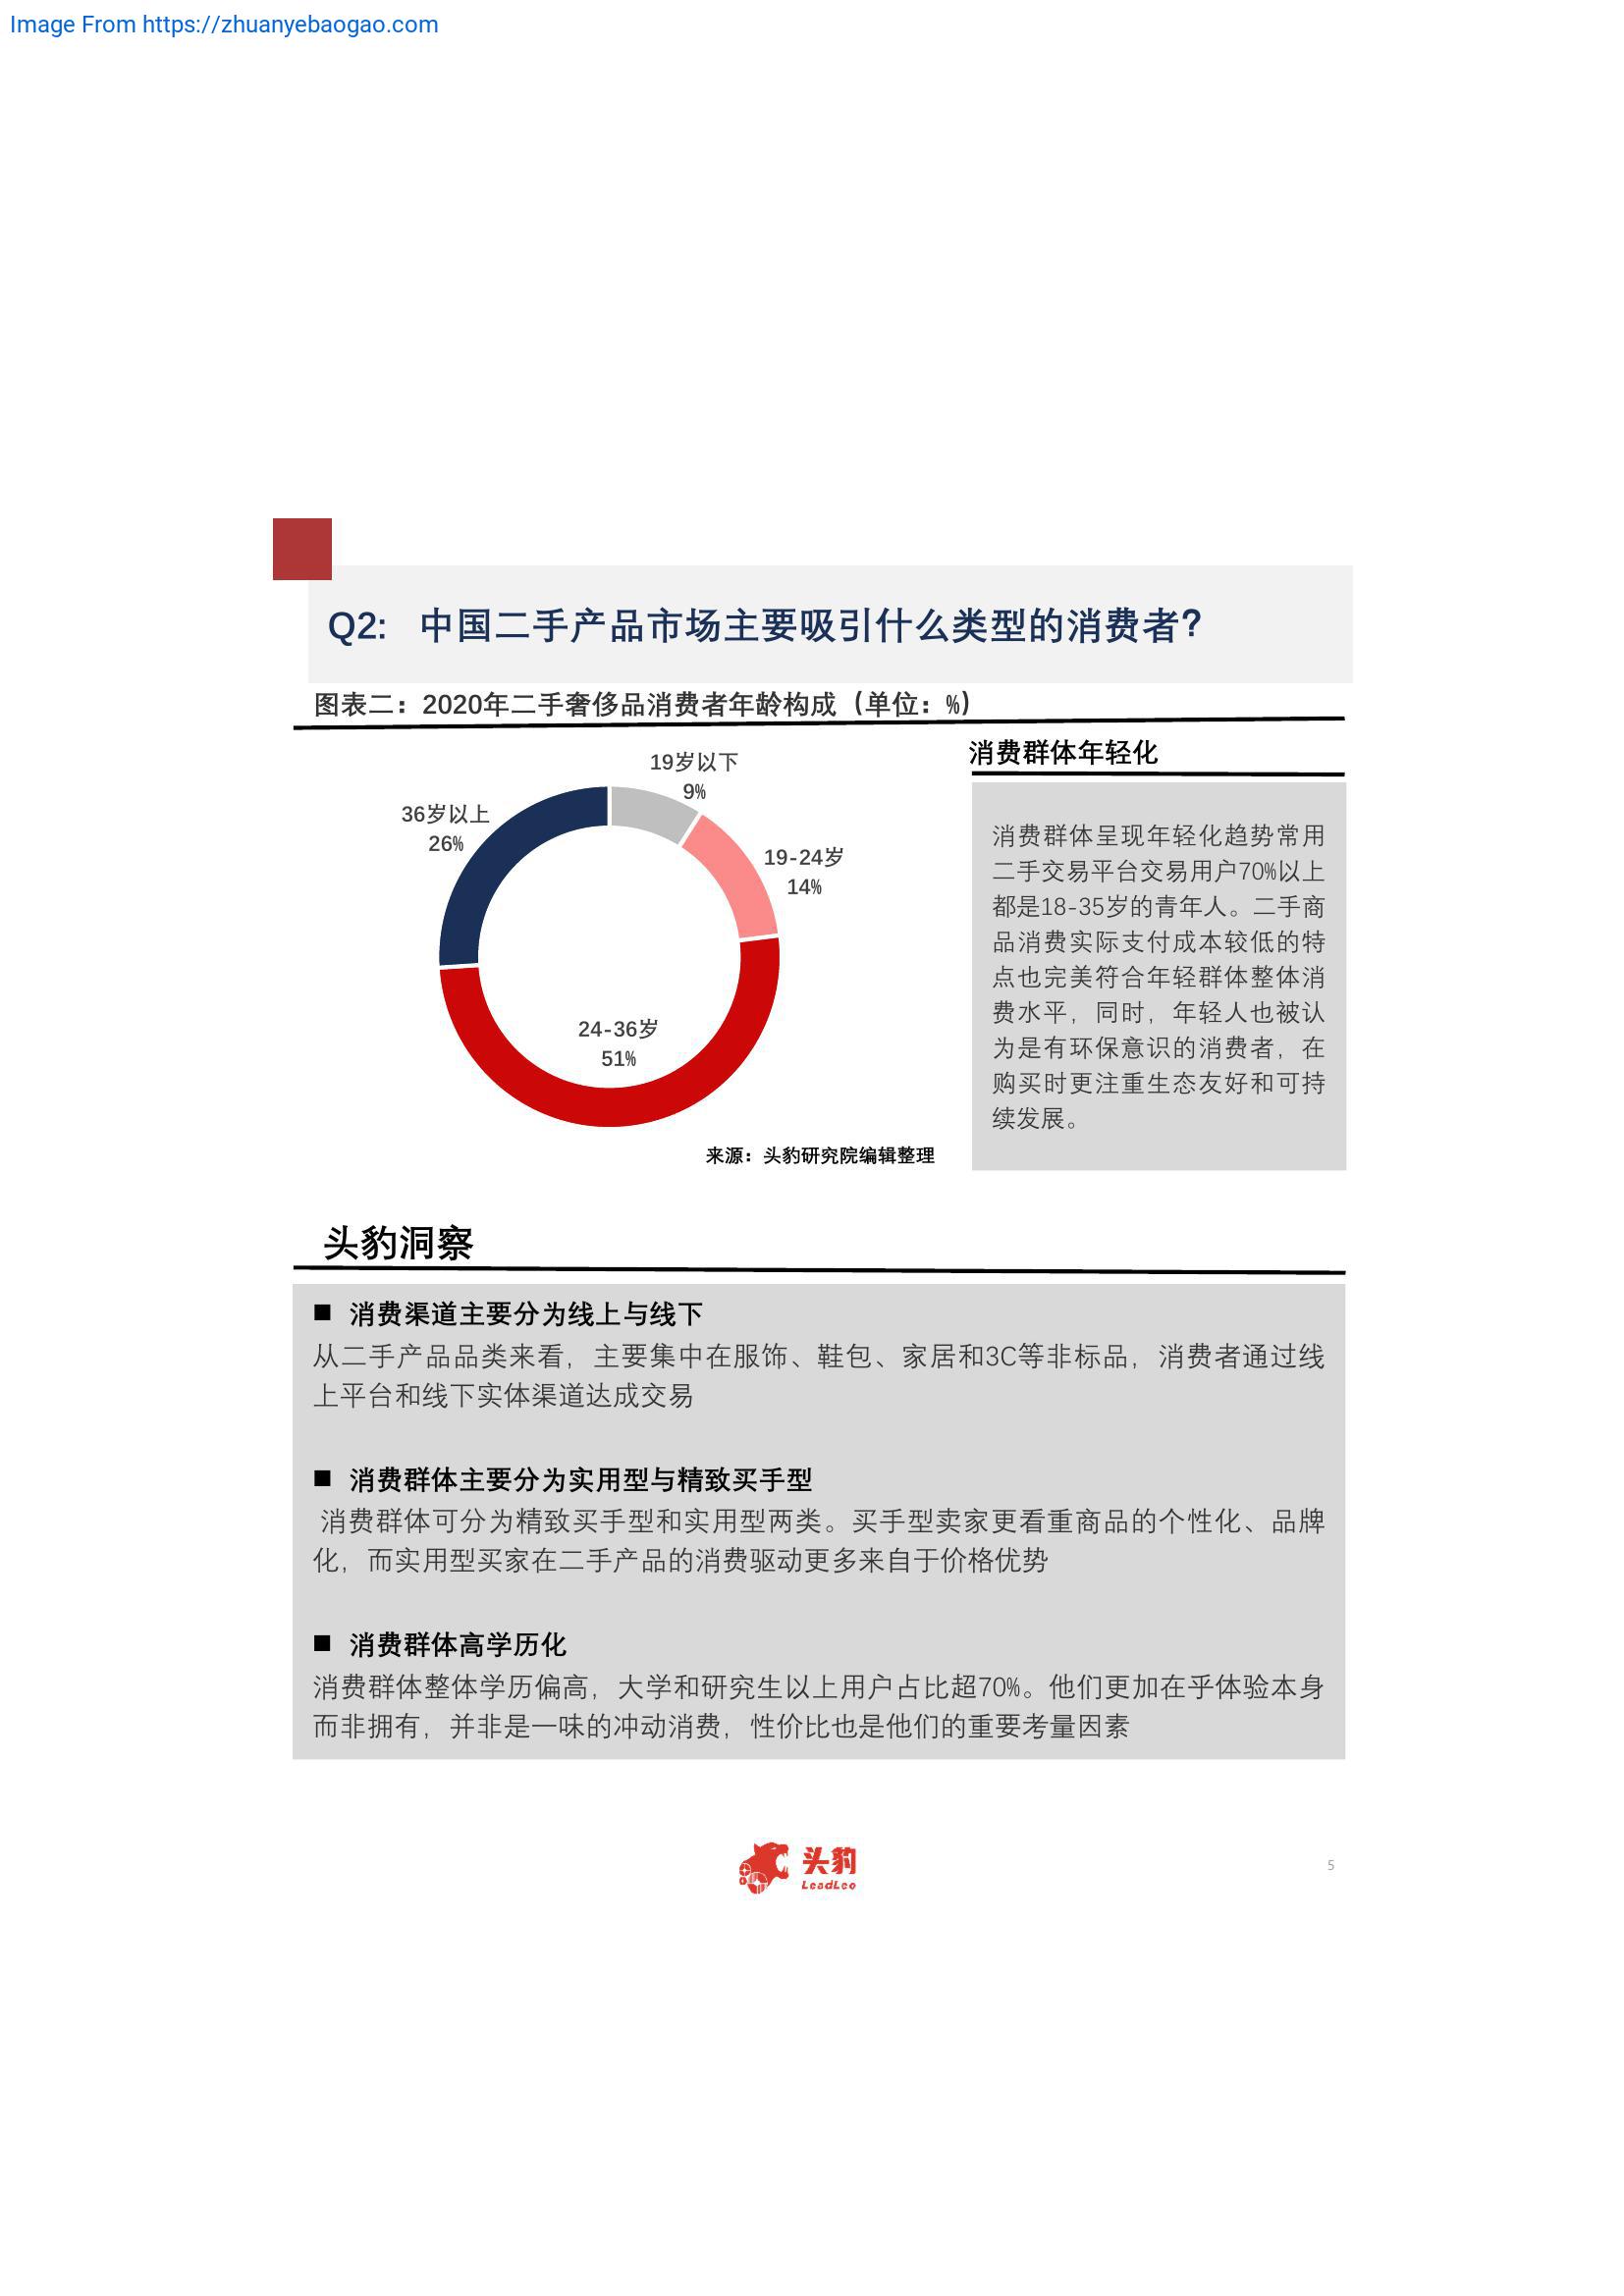 Image From https://zhuanyebaogao.com
Q2: 中国二手产品市场主要吸引什么类型的消费者?
图表二：2020年二手奢侈品消费者年龄构成（单位：%）
消费群体年轻化
19岁以下
9%
36岁以上
26%
19-24岁
14%
24-36岁
51%
来源：头豹研究院编辑整理
消费群体呈现年轻化趋势常用
二手交易平台交易用户70%以上
都是18-35岁的青年人。二手商
品消费实际支付成本较低的特
点也完美符合年轻群体整体消
费水平，同时，年轻人也被认
为是有环保意识的消费者，在
购买时更注重生态友好和可持
续发展。
头豹洞察
■ 消费渠道主要分为线上与线下
从二手产品品类来看，主要集中在服饰、鞋包、家居和3C等非标品，消费者通过线
上平台和线下实体渠道达成交易
■ 消费群体主要分为实用型与精致买手型
消费群体可分为精致买手型和实用型两类。买手型卖家更看重商品的个性化、品牌
化，而实用型买家在二手产品的消费驱动更多来自于价格优势
■ 消费群体高学历化
消费群体整体学历偏高，大学和研究生以上用户占比超70%。他们更加在乎体验本身
而非拥有，并非是一味的冲动消费，性价比也是他们的重要考量因素
头豹
LeadLeo
5